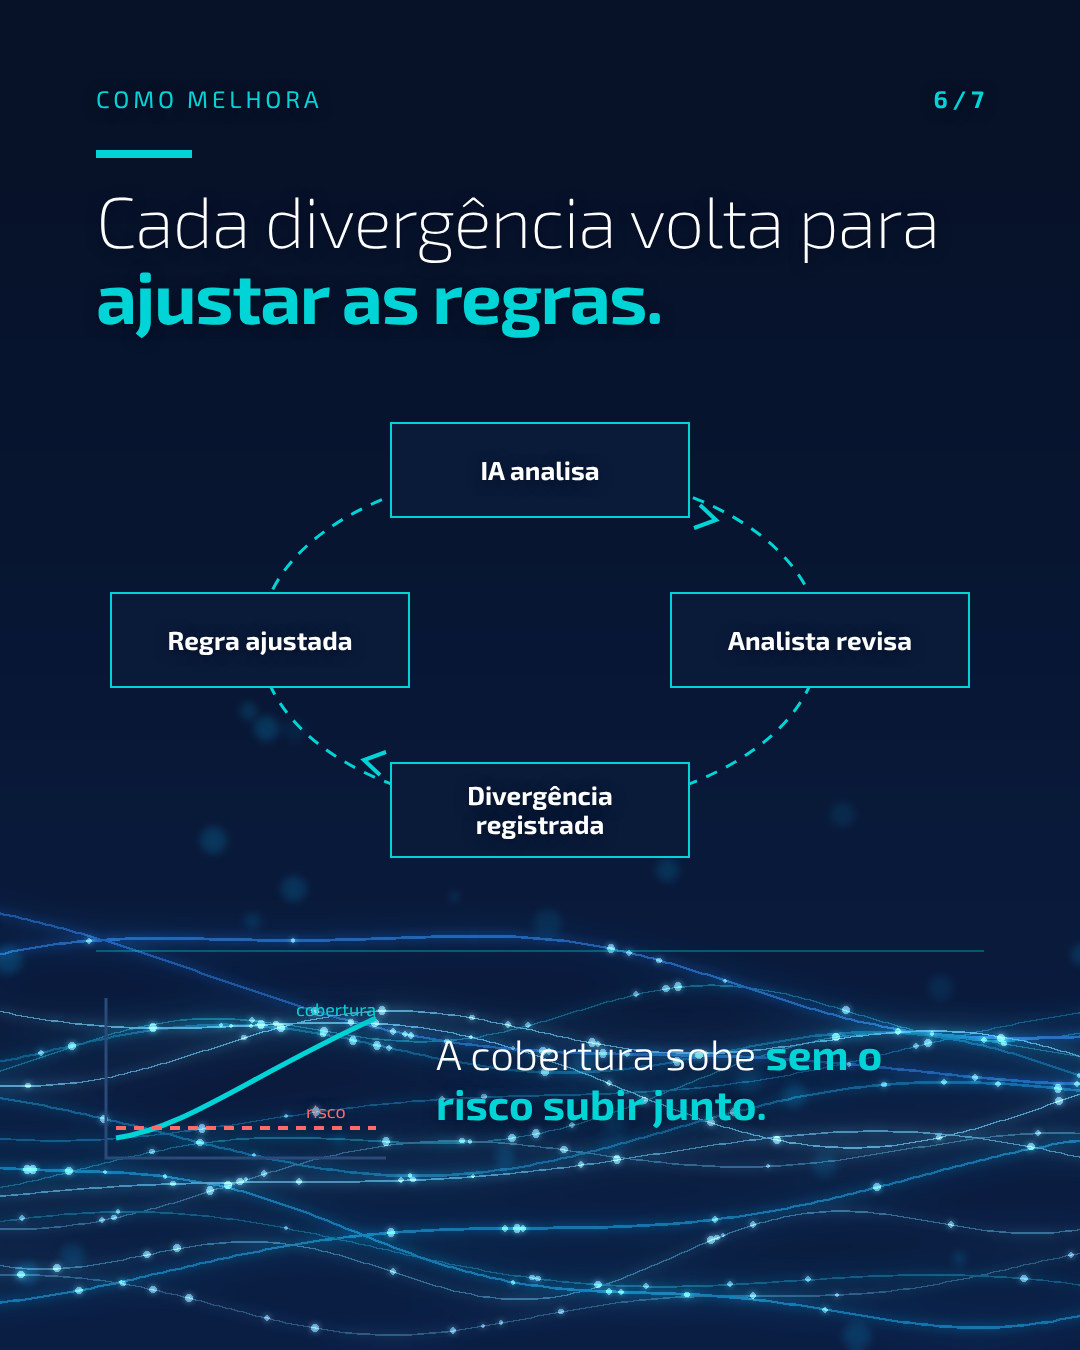 COMO MELHORA
6/7
Cada divergência volta para
ajustar as regras.
IA analisa
Regra ajustada
Analista revisa
Divergência
registrada
cobertura
risco
A cobertura sobe sem o
risco subir junto.